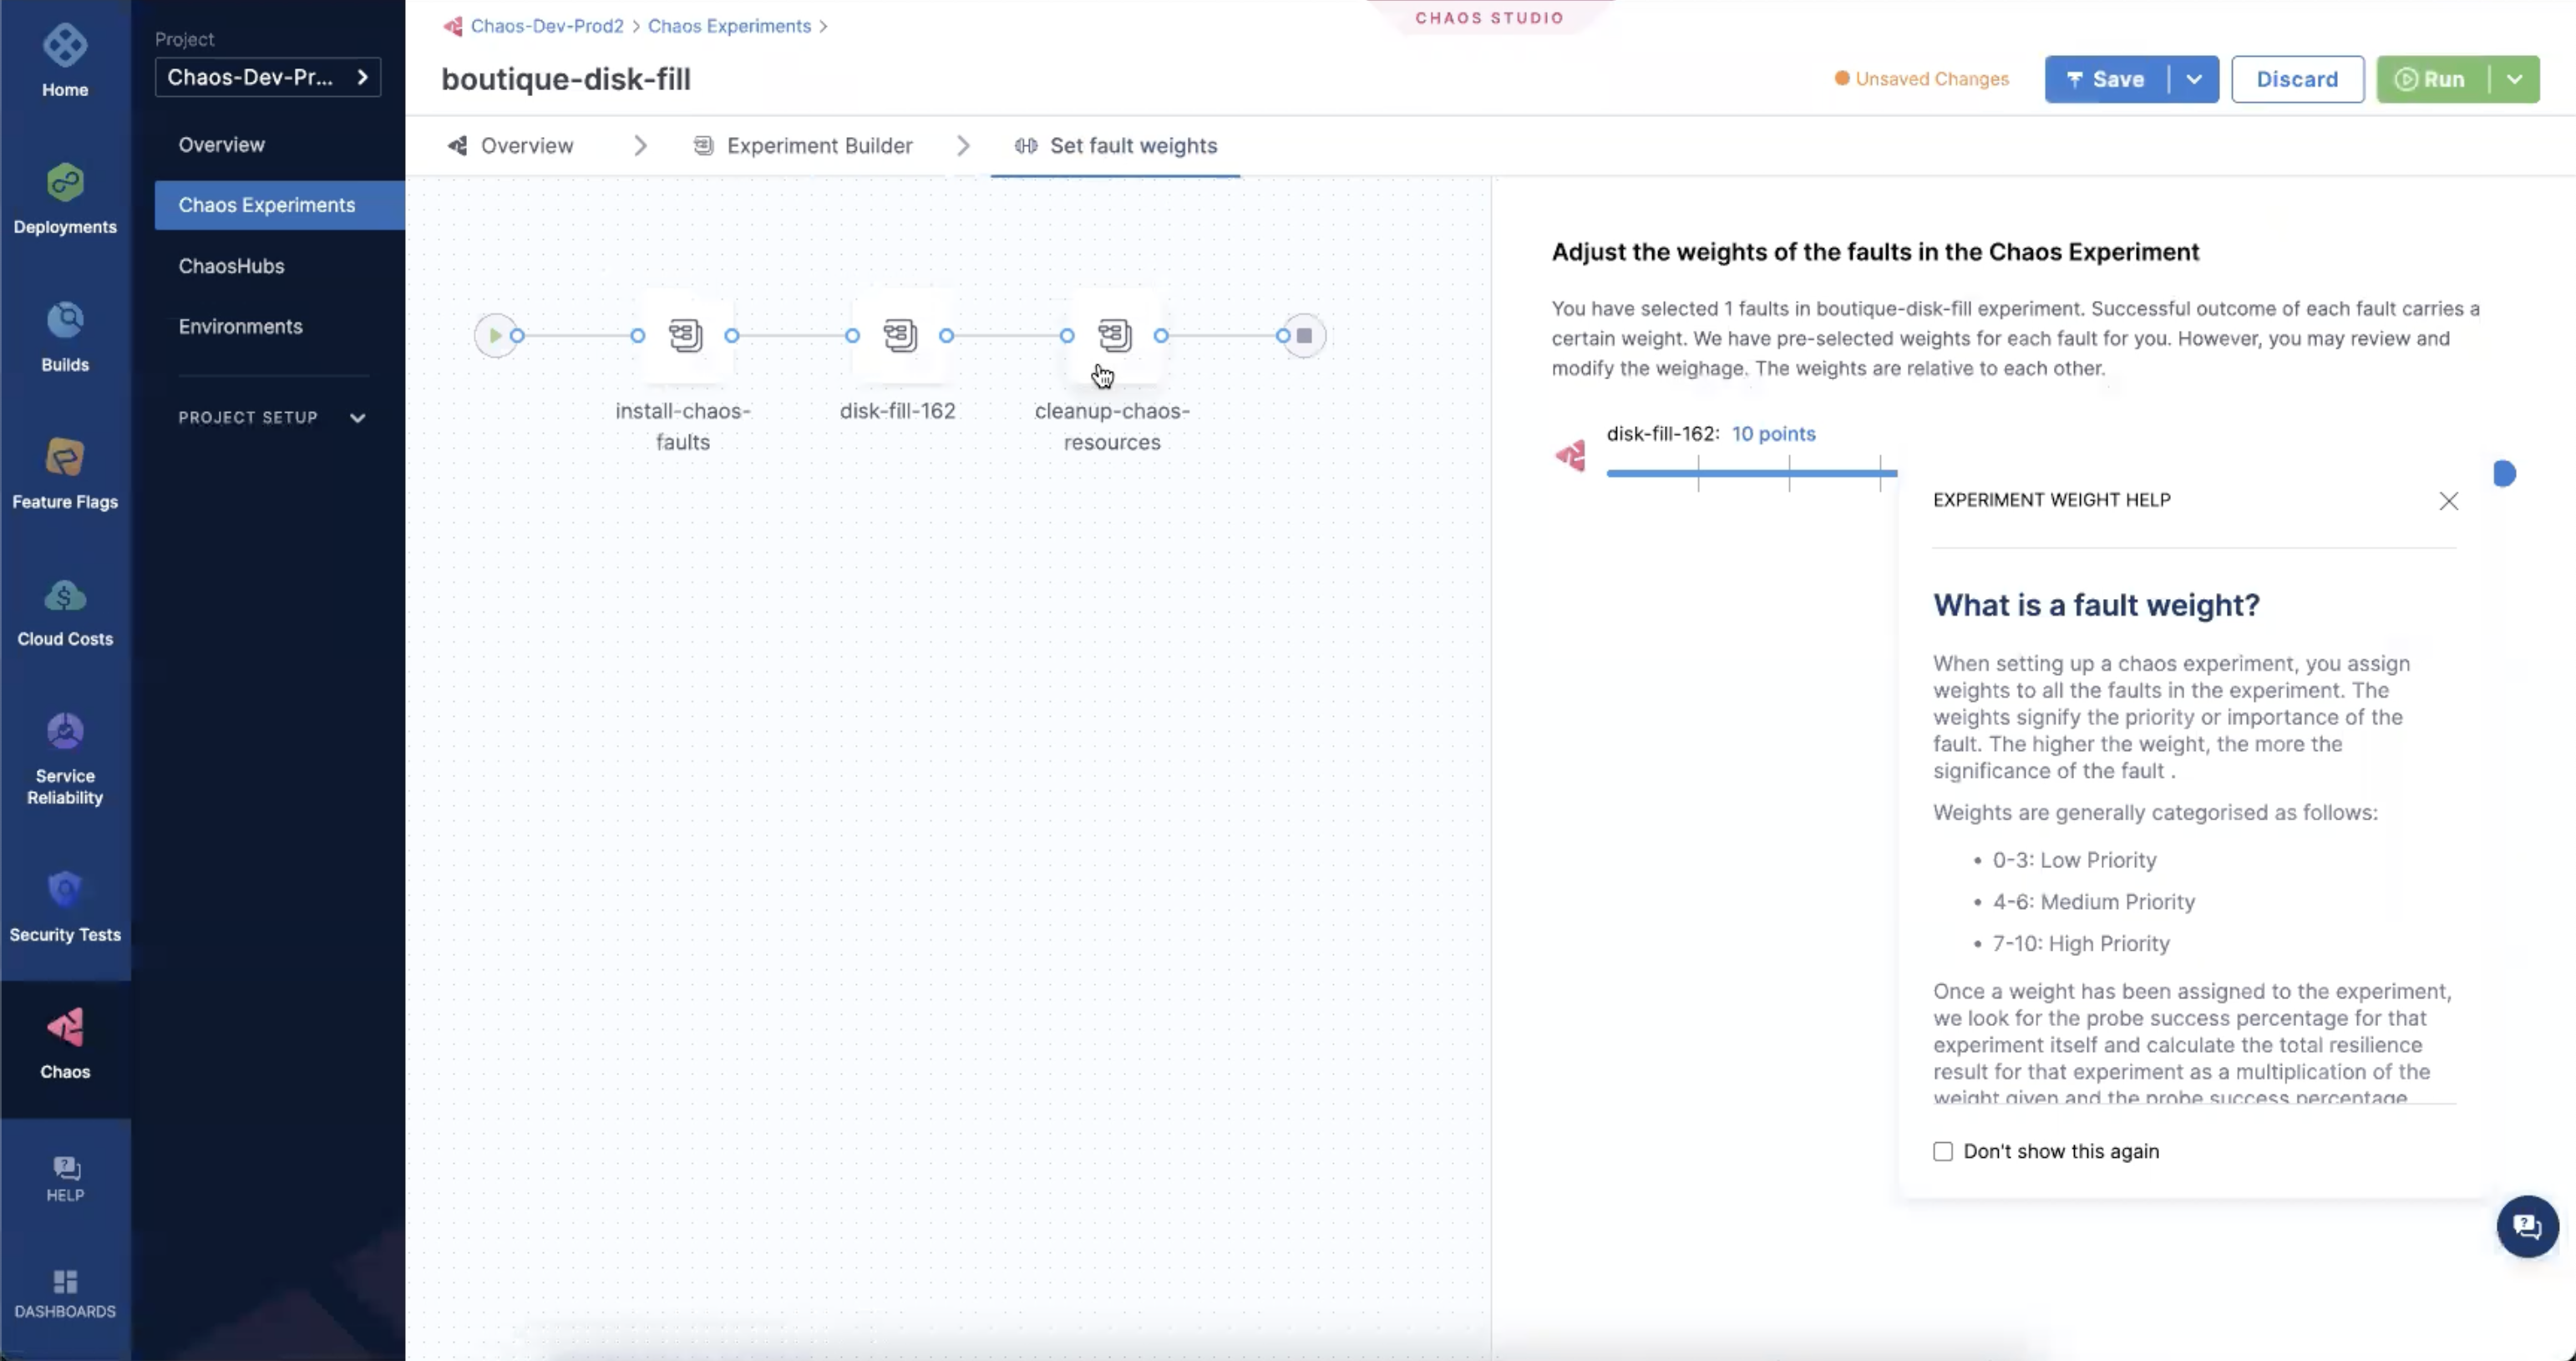 Home
Deployments
Builds
Feature Flags
Cloud Costs
Service
Reliability
Security Tests
Chaos
HELP
DASHBOARDS
Project
Chaos-Dev-Pr...
Overview
Chaos Experiments
ChaosHubs
Environments
PROJECT SETUP
Chaos-Dev-Prod2 > Chaos Experiments >
CHAOS STUDIO
boutique-disk-fill
Unsaved Changes
Save
Discard
Run
Overview
Experiment Builder
Set fault weights
install-chaos-
faults
disk-fill-162
cleanup-chaos-
resources
Adjust the weights of the faults in the Chaos Experiment
You have selected 1 faults in boutique-disk-fill experiment. Successful outcome of each fault carries a
certain weight. We have pre-selected weights for each fault for you. However, you may review and
modify the weighage. The weights are relative to each other.
disk-fill-162: 10 points
EXPERIMENT WEIGHT HELP
What is a fault weight?
When setting up a chaos experiment, you assign
weights to all the faults in the experiment. The
weights signify the priority or importance of the
fault. The higher the weight, the more the
significance of the fault .
Weights are generally categorised as follows:
• 0-3: Low Priority
• 4-6: Medium Priority
• 7-10: High Priority
Once a weight has been assigned to the experiment,
we look for the probe success percentage for that
experiment itself and calculate the total resilience
result for that experiment as a multiplication of the
weight given and the probe success percentage
Don't show this again